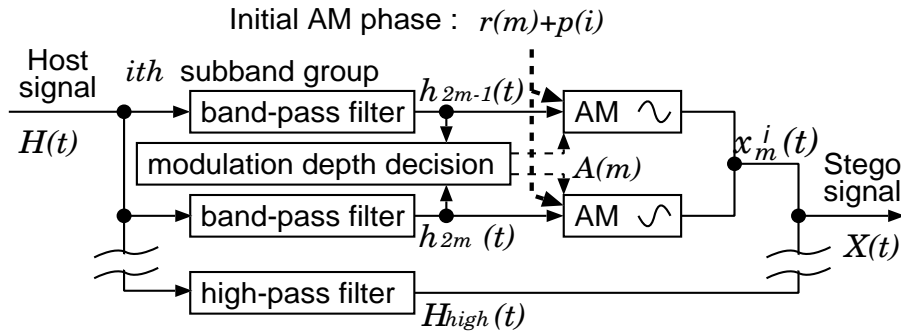 Initial AM phase : r(m)+p(i)
Host signal
H(t)
ith subband group
band-pass filter
h2m-1(t)
AM
modulation depth decision
A(m)
xmi(t)
band-pass filter
h2m (t)
AM
Stego signal
X(t)
high-pass filter
Hhigh(t)